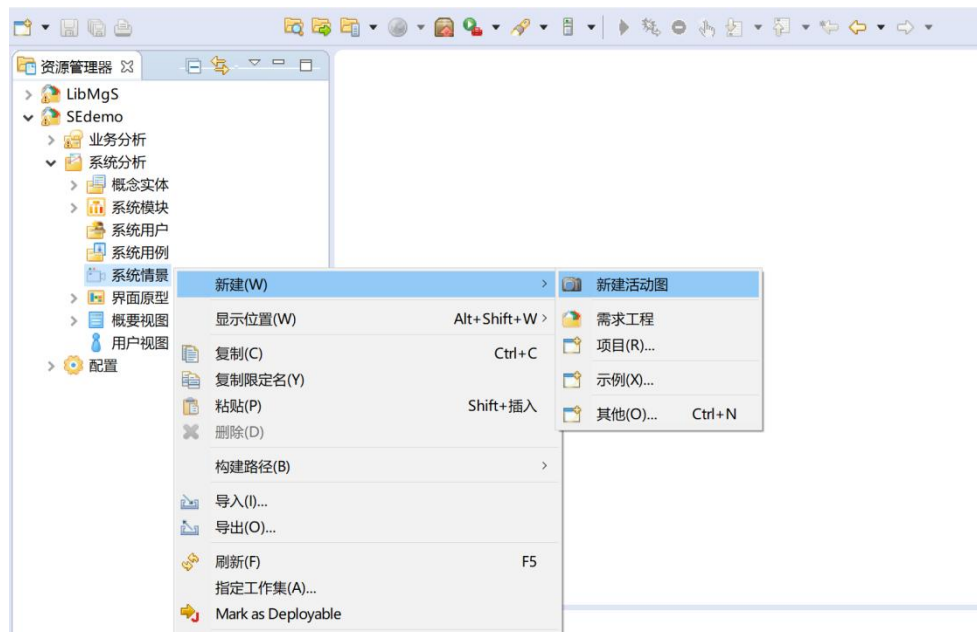 资源管理器
LibMgS
SEdemo
业务分析
系统分析
概念实体
系统模块
系统用户
系统用例
系统情景
界面原型
概要视图
用户视图
配置
新建(W)
显示位置(W) Alt+Shift+W
复制(C) Ctrl+C
复制限定名(Y)
粘贴(P) Shift+插入
删除(D)
构建路径(B)
导入(I)...
导出(O)...
刷新(F) F5
指定工作集(A)...
Mark as Deployable
新建活动图
需求工程
项目(R)...
示例(X)...
其他(O)... Ctrl+N